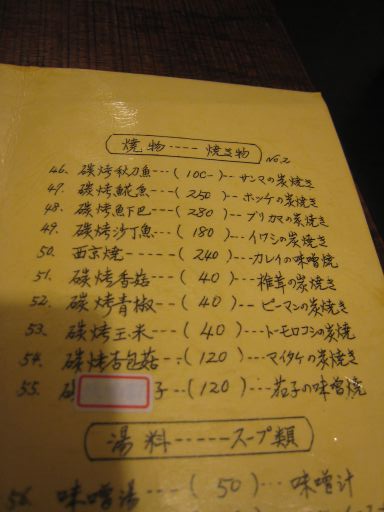 燒物----焼き物 No.2
46. 碳烤秋刀魚---(100-)--サンマの炭焼き
47. 碳烤鯱魚---(250)--ホッケの炭焼き
48. 碳烤魚下巴---(280)--ブリカマの炭焼き
49. 碳烤沙丁魚---(180)--イワシの炭焼き
50. 西京燒------(240)--カレイの味噌焼
51. 碳烤香菇----(40)--椎茸の炭焼き
52. 碳烤青椒---(40)--ピーマンの炭焼き
53. 碳烤玉米---(40)--トーモロコシの炭焼
54. 碳烤杏包菇--(120)--マイタケの炭焼き
55. 子--(120)---茄子の味噌焼
湯料-----スープ類
56. 味噌湯---(50)---味噌汁